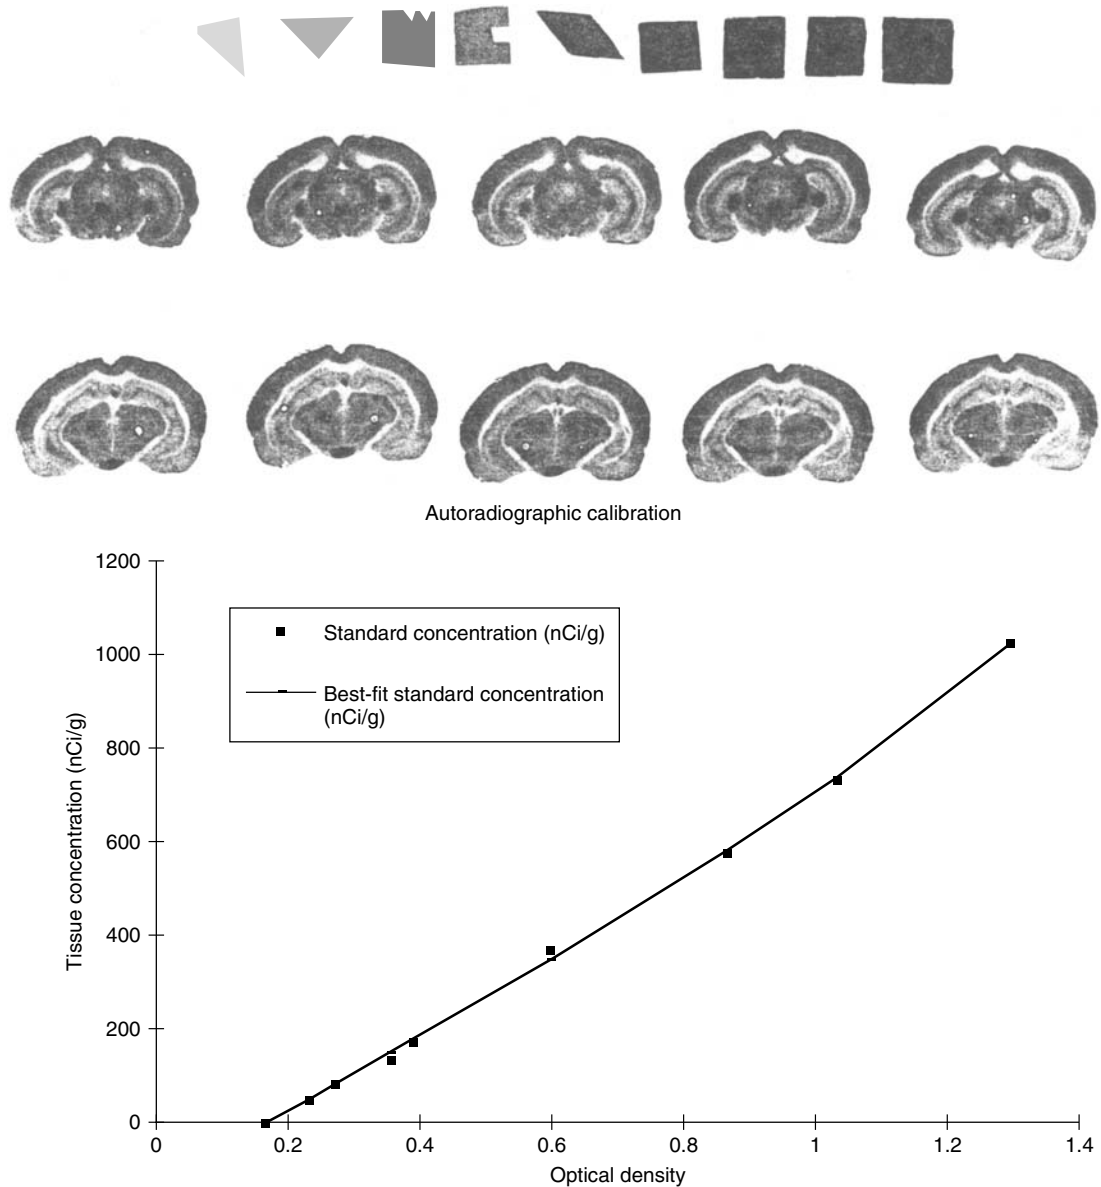 Autoradiographic calibration
1200
1000
800
600
400
200
0
Tissue concentration (nCi/g)
Standard concentration (nCi/g)
Best-fit standard concentration
(nCi/g)
0
0.2
0.4
0.6
0.8
1
1.2
1.4
Optical density